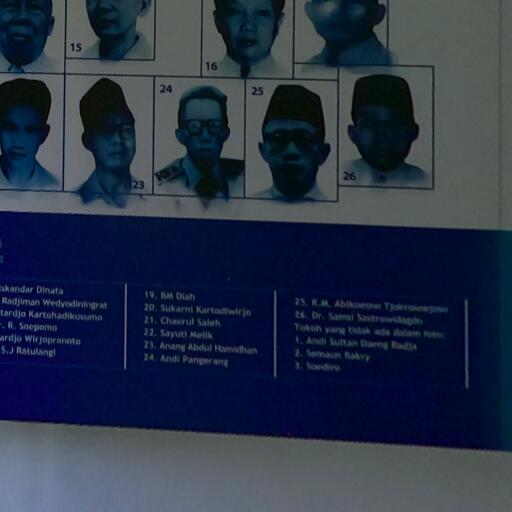 15
16
24
25
23
26
Iskandar Dinata
Radjiman Wedyodiningrat
tardjo Kartohadikusumo
r. R. Soepomo
ardjo Wirjopranoto
S.J Ratulangi
19. BM Diah
20. Sukarni Kartodiwirjo
21. Chaerul Saleh
22. Sayuti Melik
23. Anang Abdul Hamidhan
24. Andi Pangerang
25. R.M. Abikoesno Tjokrosoejoso
26. Dr. Samsi Sastrowidagdo
Tokoh yang tidak ada dalam foto:
1. Andi Sultan Daeng Radja
2. Semaun Bakry
3. Soediro